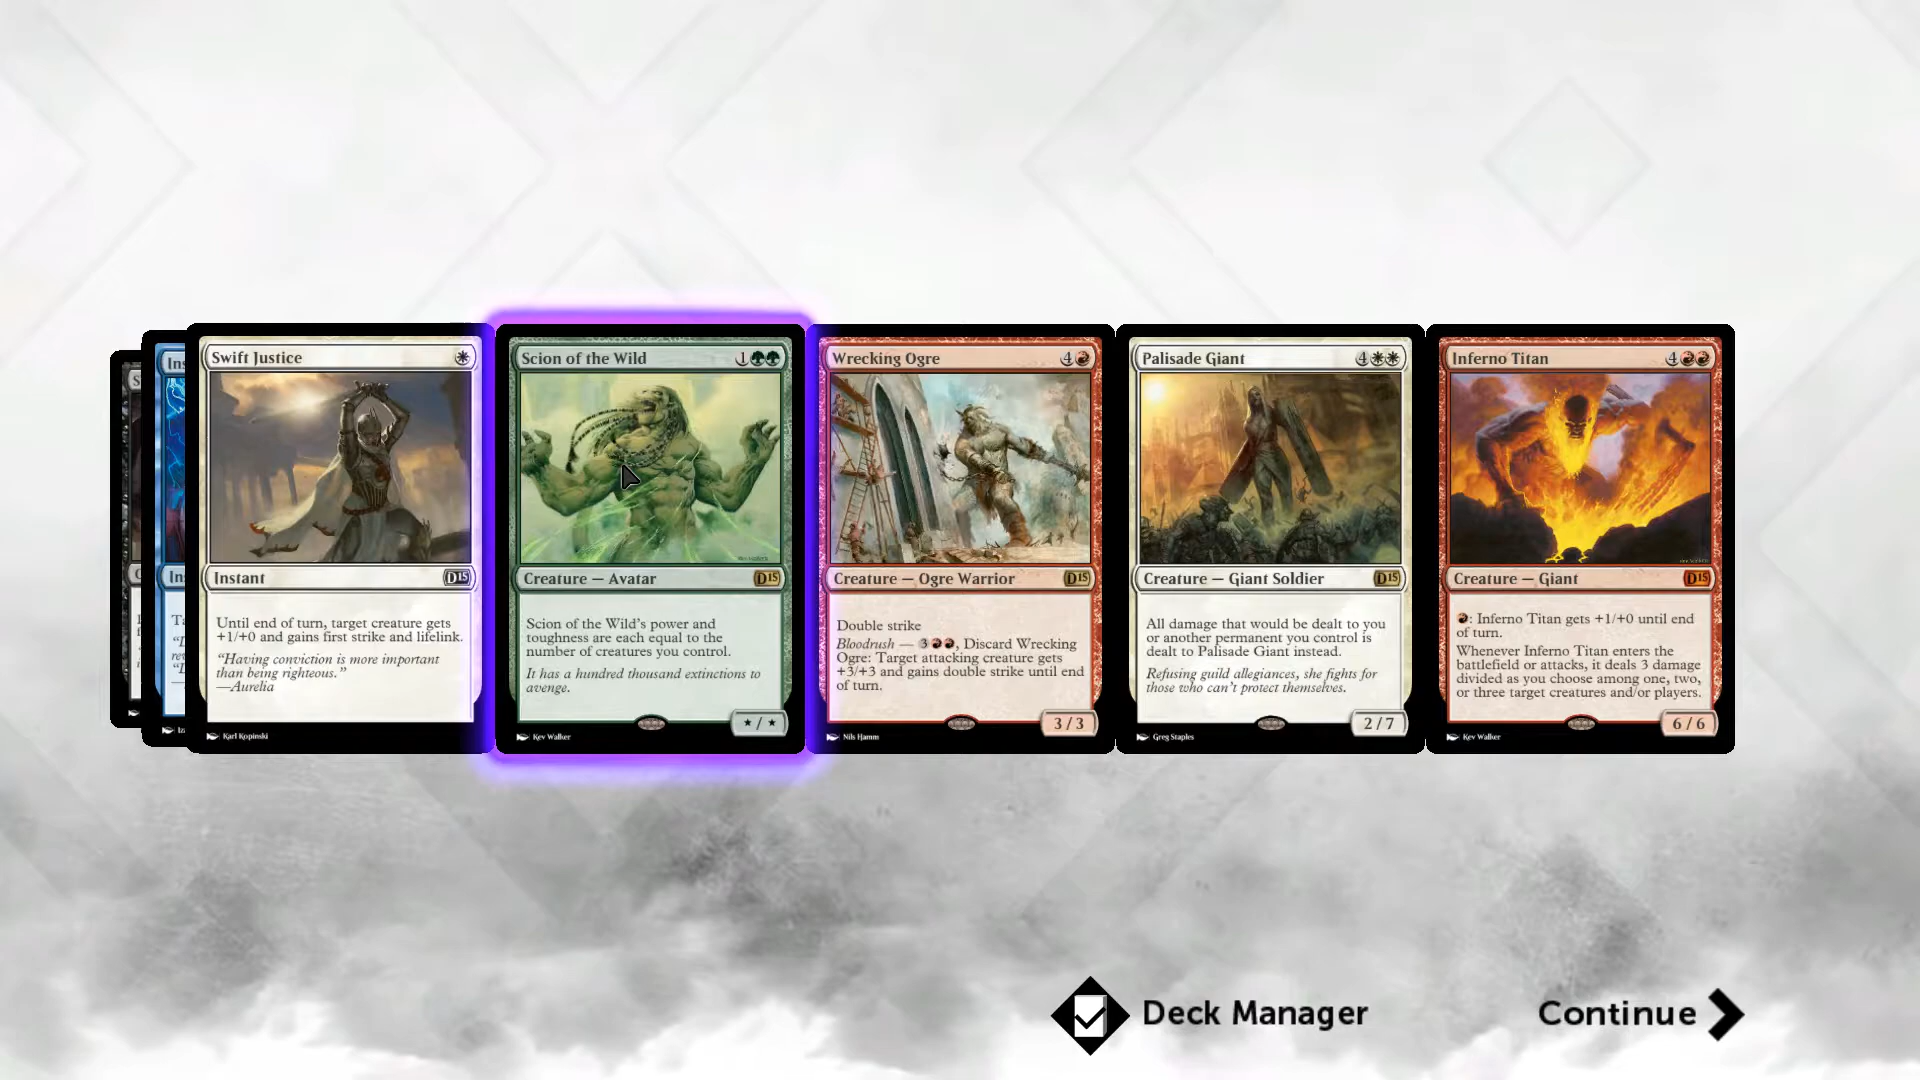 Swift Justice
Instant
D15
Until end of turn, target creature gets
+1/+0 and gains first strike and lifelink.
“Having conviction is more important
than being righteous.”
—Aurelia
Karl Kopinski
Scion of the Wild
1
Creature — Avatar
D15
Scion of the Wild’s power and
toughness are each equal to the
number of creatures you control.
It has a hundred thousand extinctions to
avenge.
★ / ★
Kev Walker
Wrecking Ogre
4
Creature — Ogre Warrior
D15
Double strike
Bloodrush — 3, Discard Wrecking
Ogre: Target attacking creature gets
+3/+3 and gains double strike until end
of turn.
3 / 3
Nils Hamm
Palisade Giant
4
Creature — Giant Soldier
D15
All damage that would be dealt to you
or another permanent you control is
dealt to Palisade Giant instead.
Refusing guild allegiances, she fights for
those who can’t protect themselves.
2 / 7
Greg Staples
Inferno Titan
4
Creature — Giant
D15
: Inferno Titan gets +1/+0 until end
of turn.
Whenever Inferno Titan enters the
battlefield or attacks, it deals 3 damage
divided as you choose among one, two,
or three target creatures and/or players.
6 / 6
Kev Walker
Deck Manager
Continue